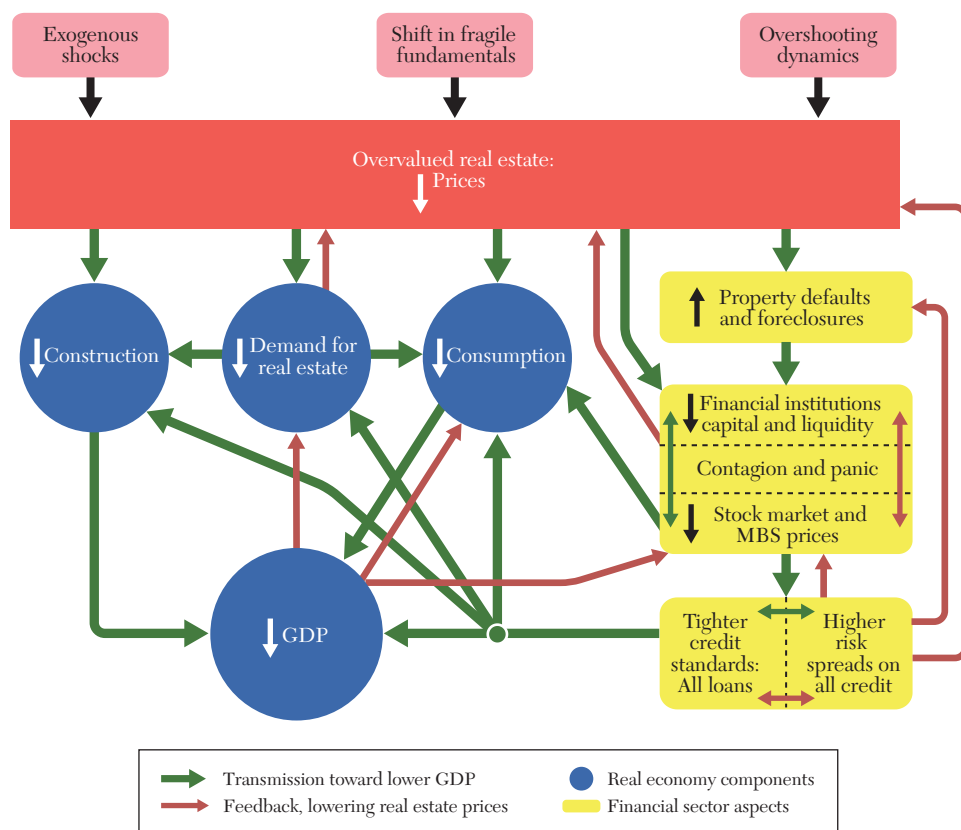 Exogenous
shocks
Shift in fragile
fundamentals
Overshooting
dynamics
Overvalued real estate:
Prices
Construction
Demand for
real estate
Consumption
Property defaults
and foreclosures
Financial institutions
capital and liquidity
Contagion and panic
Stock market and
MBS prices
GDP
Tighter
credit
standards:
All loans
Higher
risk
spreads on
all credit
Transmission toward lower GDP
Feedback, lowering real estate prices
Real economy components
Financial sector aspects